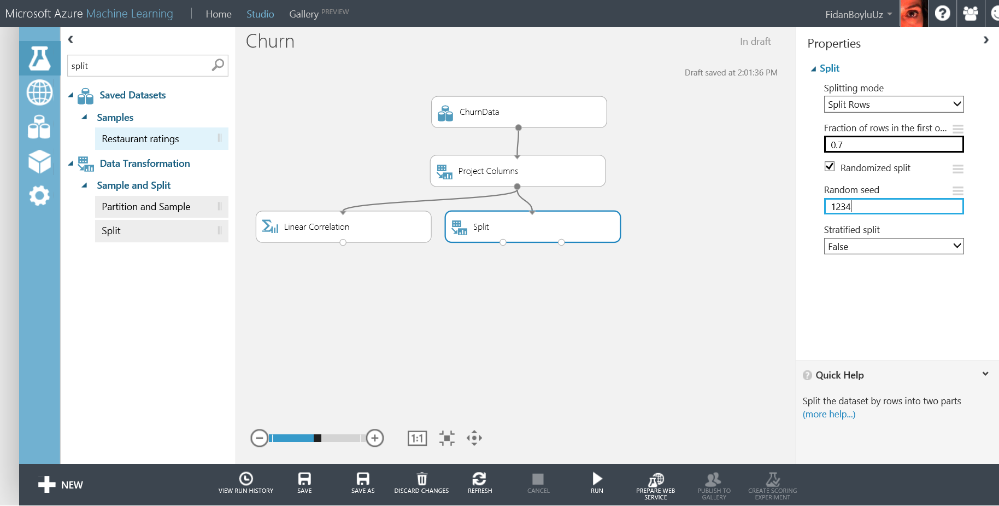 Microsoft Azure Machine Learning Home Studio Gallery PREVIEW FidanBoyluUz
split
Saved Datasets
Samples
Restaurant ratings
Data Transformation
Sample and Split
Partition and Sample
Split
Churn
In draft
Draft saved at 2:01:36 PM
ChurnData
Project Columns
Linear Correlation
Split
1:1
Properties
Split
Splitting mode
Split Rows
Fraction of rows in the first o...
0.7
Randomized split
Random seed
1234
Stratified split
False
Quick Help
Split the dataset by rows into two parts
(more help...)
NEW
VIEW RUN HISTORY
SAVE
SAVE AS
DISCARD CHANGES
REFRESH
CANCEL
RUN
PREPARE WEB
SERVICE
PUBLISH TO
GALLERY
CREATE SCORING
EXPERIMENT